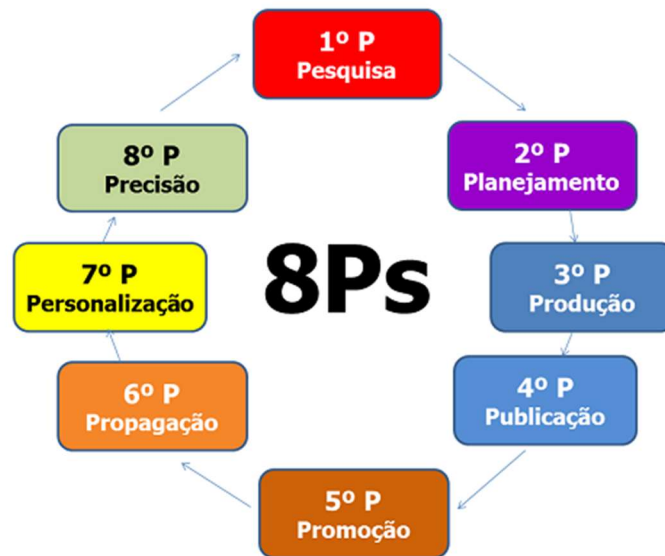 1º P
Pesquisa
2º P
Planejamento
3º P
Produção
4º P
Publicação
5º P
Promoção
6º P
Propagação
7º P
Personalização
8º P
Precisão
8Ps